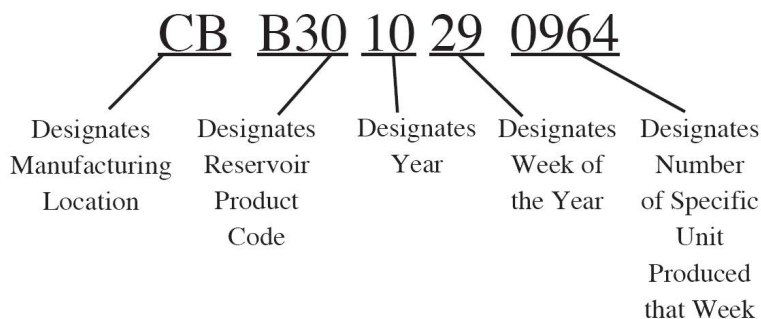 CB B30 10 29 0964
Designates
Manufacturing
Location
Designates
Reservoir
Product
Code
Designates
Year
Designates
Week of
the Year
Designates
Number
of Specific
Unit
Produced
that Week